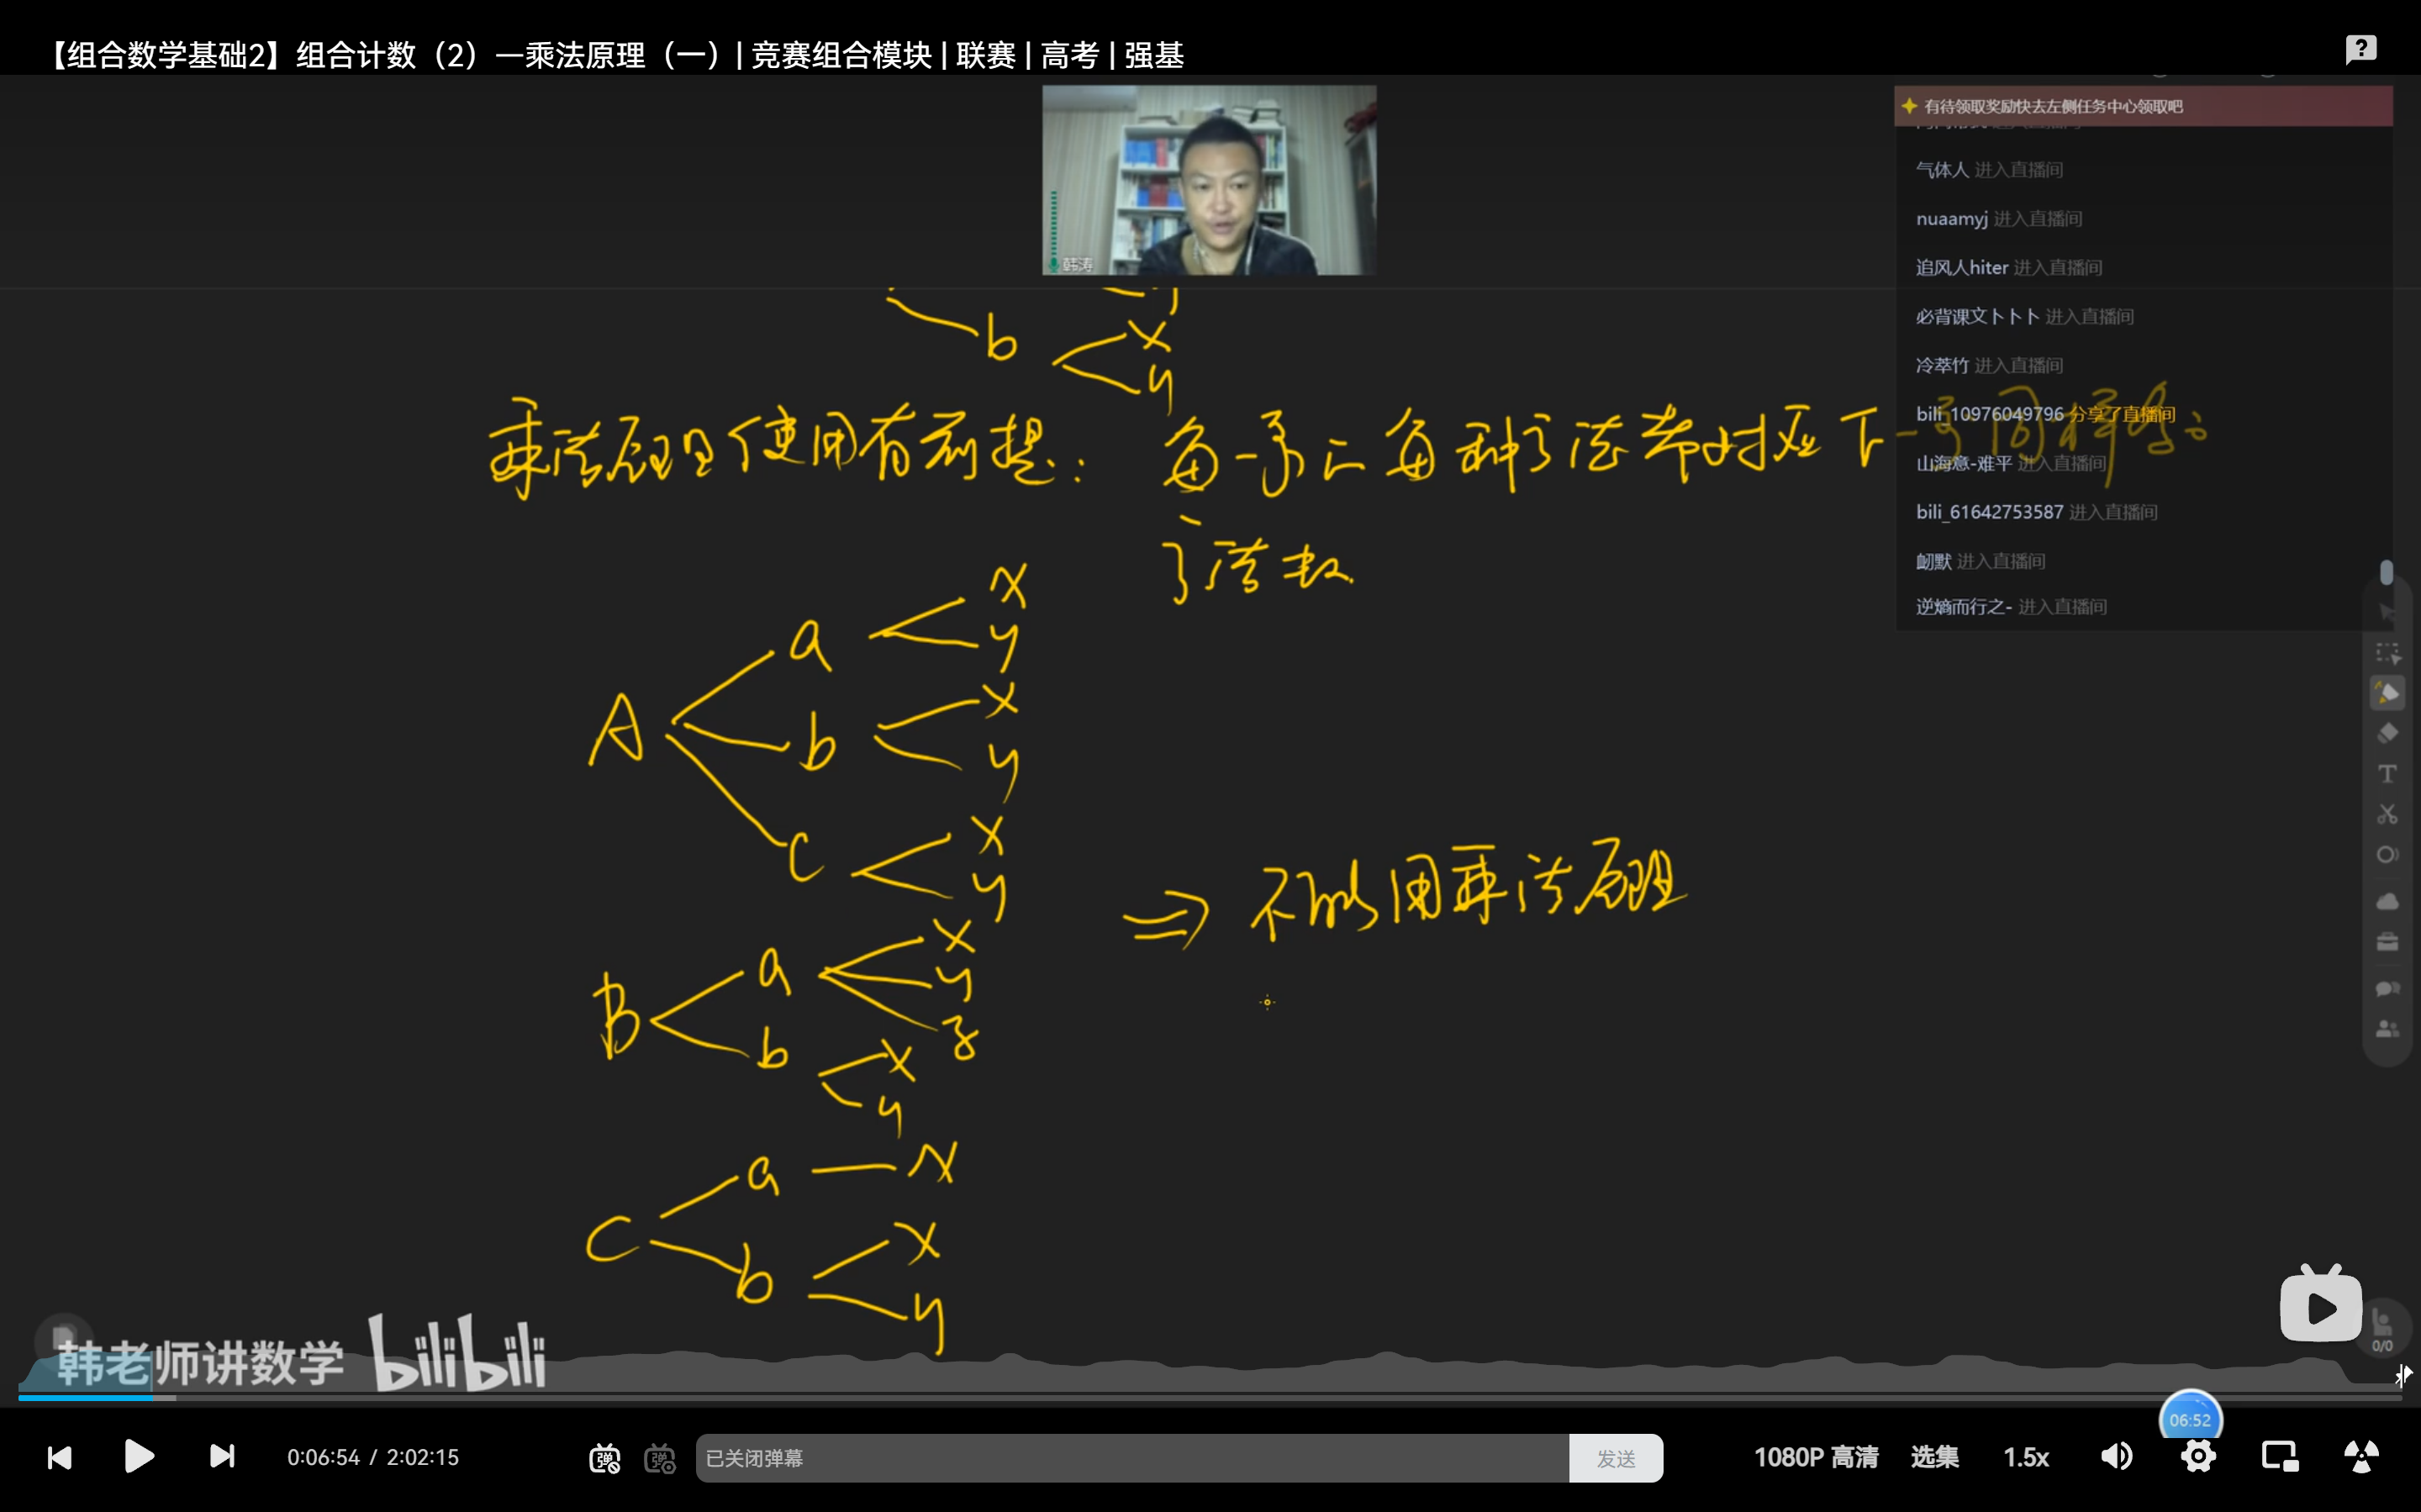 【组合数学基础2】组合计数（2）—乘法原理（一）| 竞赛组合模块 | 联赛 | 高考 | 强基
有待领取奖励快去左侧任务中心领取吧
气体人 进入直播间
nuaamyj 进入直播间
追风人hiter 进入直播间
必背课文卜卜卜 进入直播间
冷萃竹 进入直播间
bili_10976049796 分享了直播间
山海意-难平 进入直播间
bili_61642753587 进入直播间
勊默 进入直播间
逆熵而行之- 进入直播间
韩涛
b
x
y
乘法原理使用有前提： 每一步的每种方法都对应下一步同样多的
方法数
A
a
x
y
b
x
y
c
x
y
⇒ 不能用乘法原理
B
a
x
y
z
b
x
y
C
a
x
b
x
y
韩老师讲数学 bilibili
0/0
06:52
0:06:54 / 2:02:15
弹
弹
已关闭弹幕
发送
1080P 高清
选集
1.5x